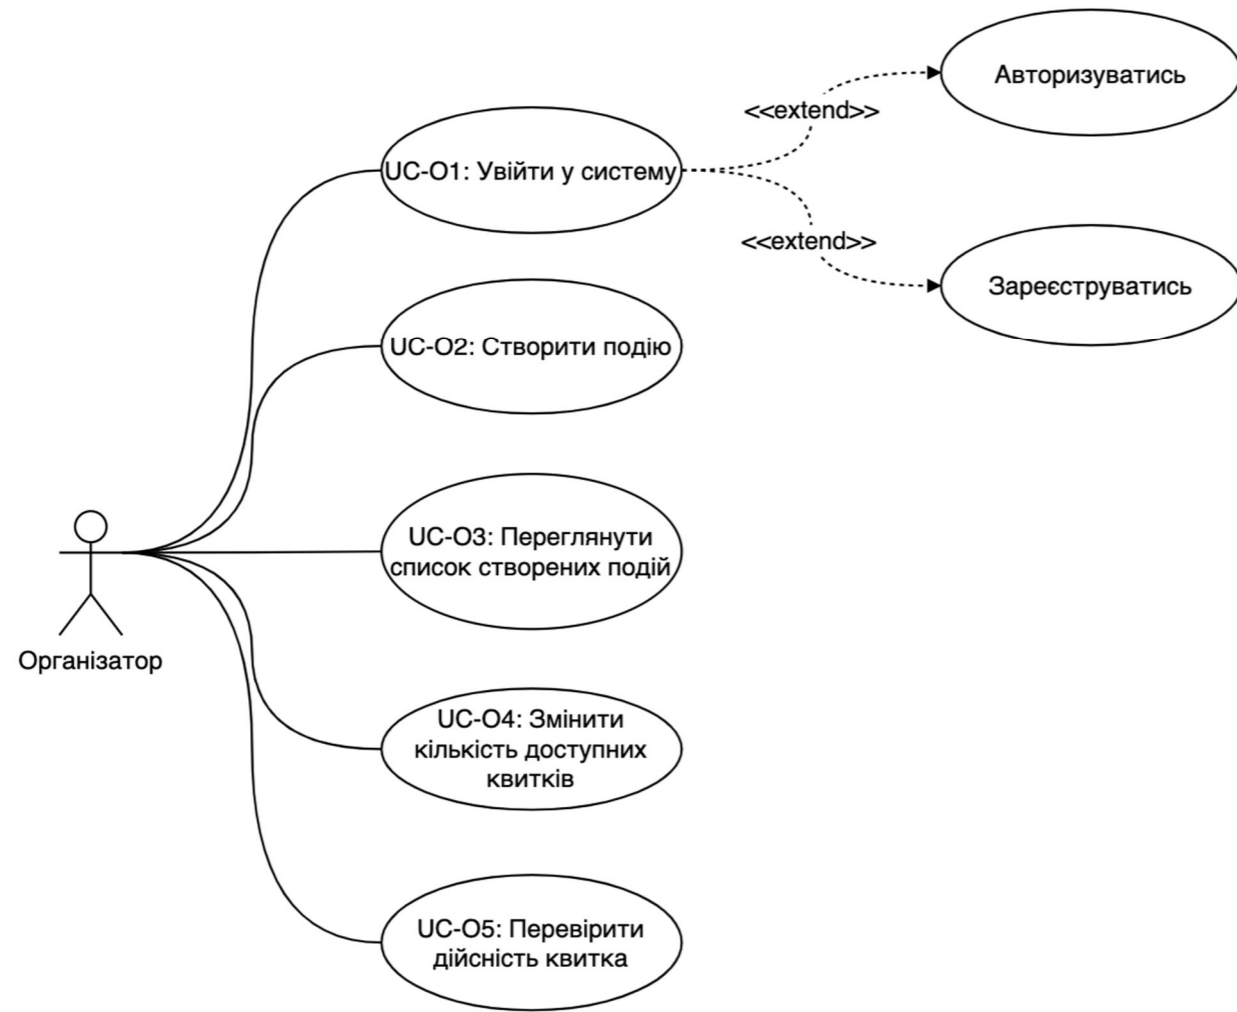 Авторизуватись
<<extend>>
UC-O1: Увійти у систему
<<extend>>
Зареєструватись
UC-O2: Створити подію
UC-O3: Переглянути
список створених подій
Організатор
UC-O4: Змінити
кількість доступних
квитків
UC-O5: Перевірити
дійсність квитка